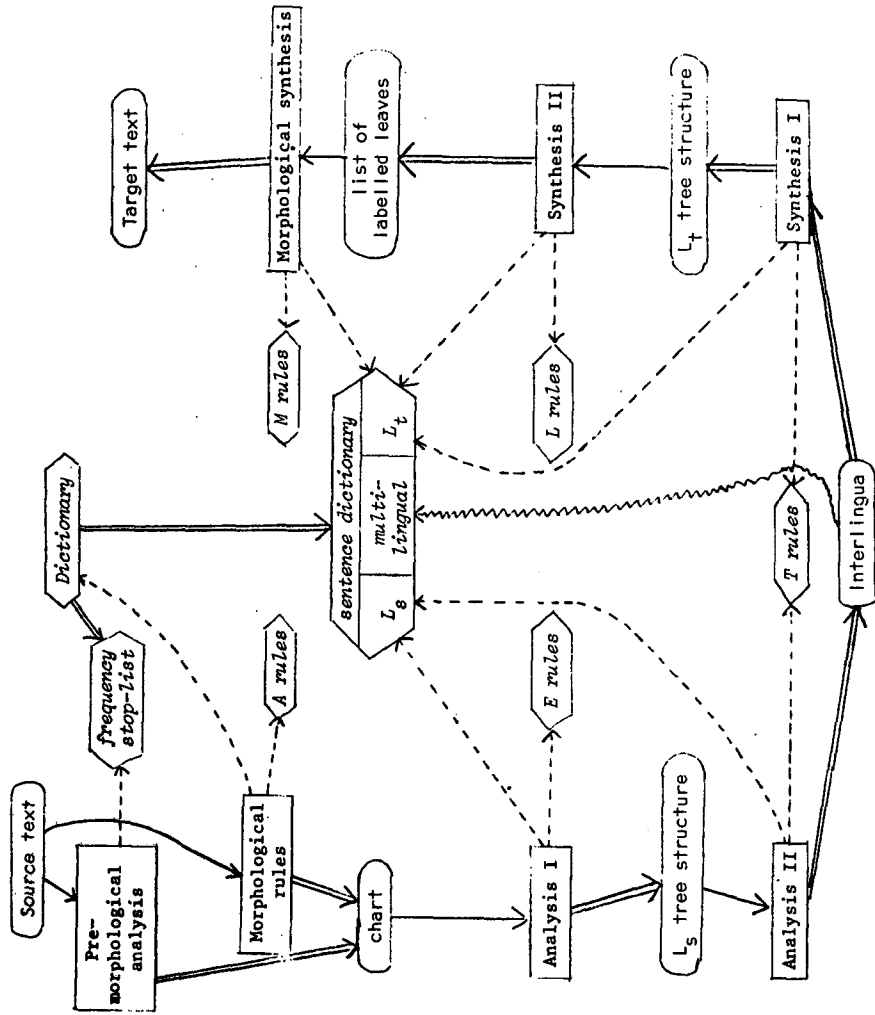 Source text
Pre-
morphological
analysis
Morphological
rules
chart
Analysis I
Lₛ tree structure
Analysis II
Dictionary
frequency
stop-list
A rules
sentence dictionary
Lₛ
multi-
lingual
Lₜ
E rules
T rules
Interlingua
Target text
Morphological synthesis
M rules
list of
labelled leaves
Synthesis II
L rules
Lₜ tree structure
Synthesis I